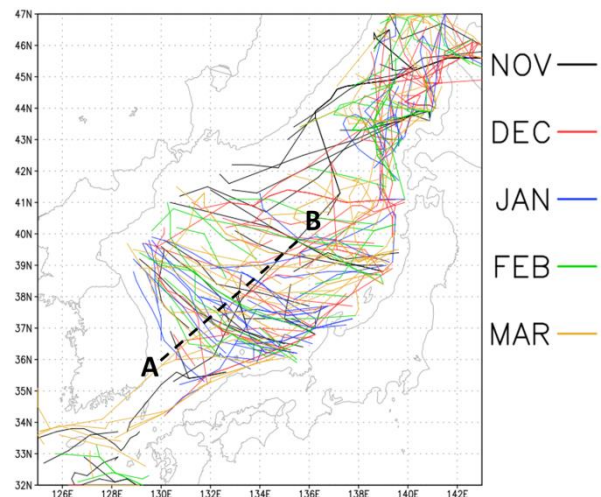 47N
46N
45N
44N
43N
42N
41N
40N
39N
38N
37N
36N
35N
34N
33N
32N
126E 128E 130E 132E 134E 136E 138E 140E 142E
A
B
NOV
DEC
JAN
FEB
MAR